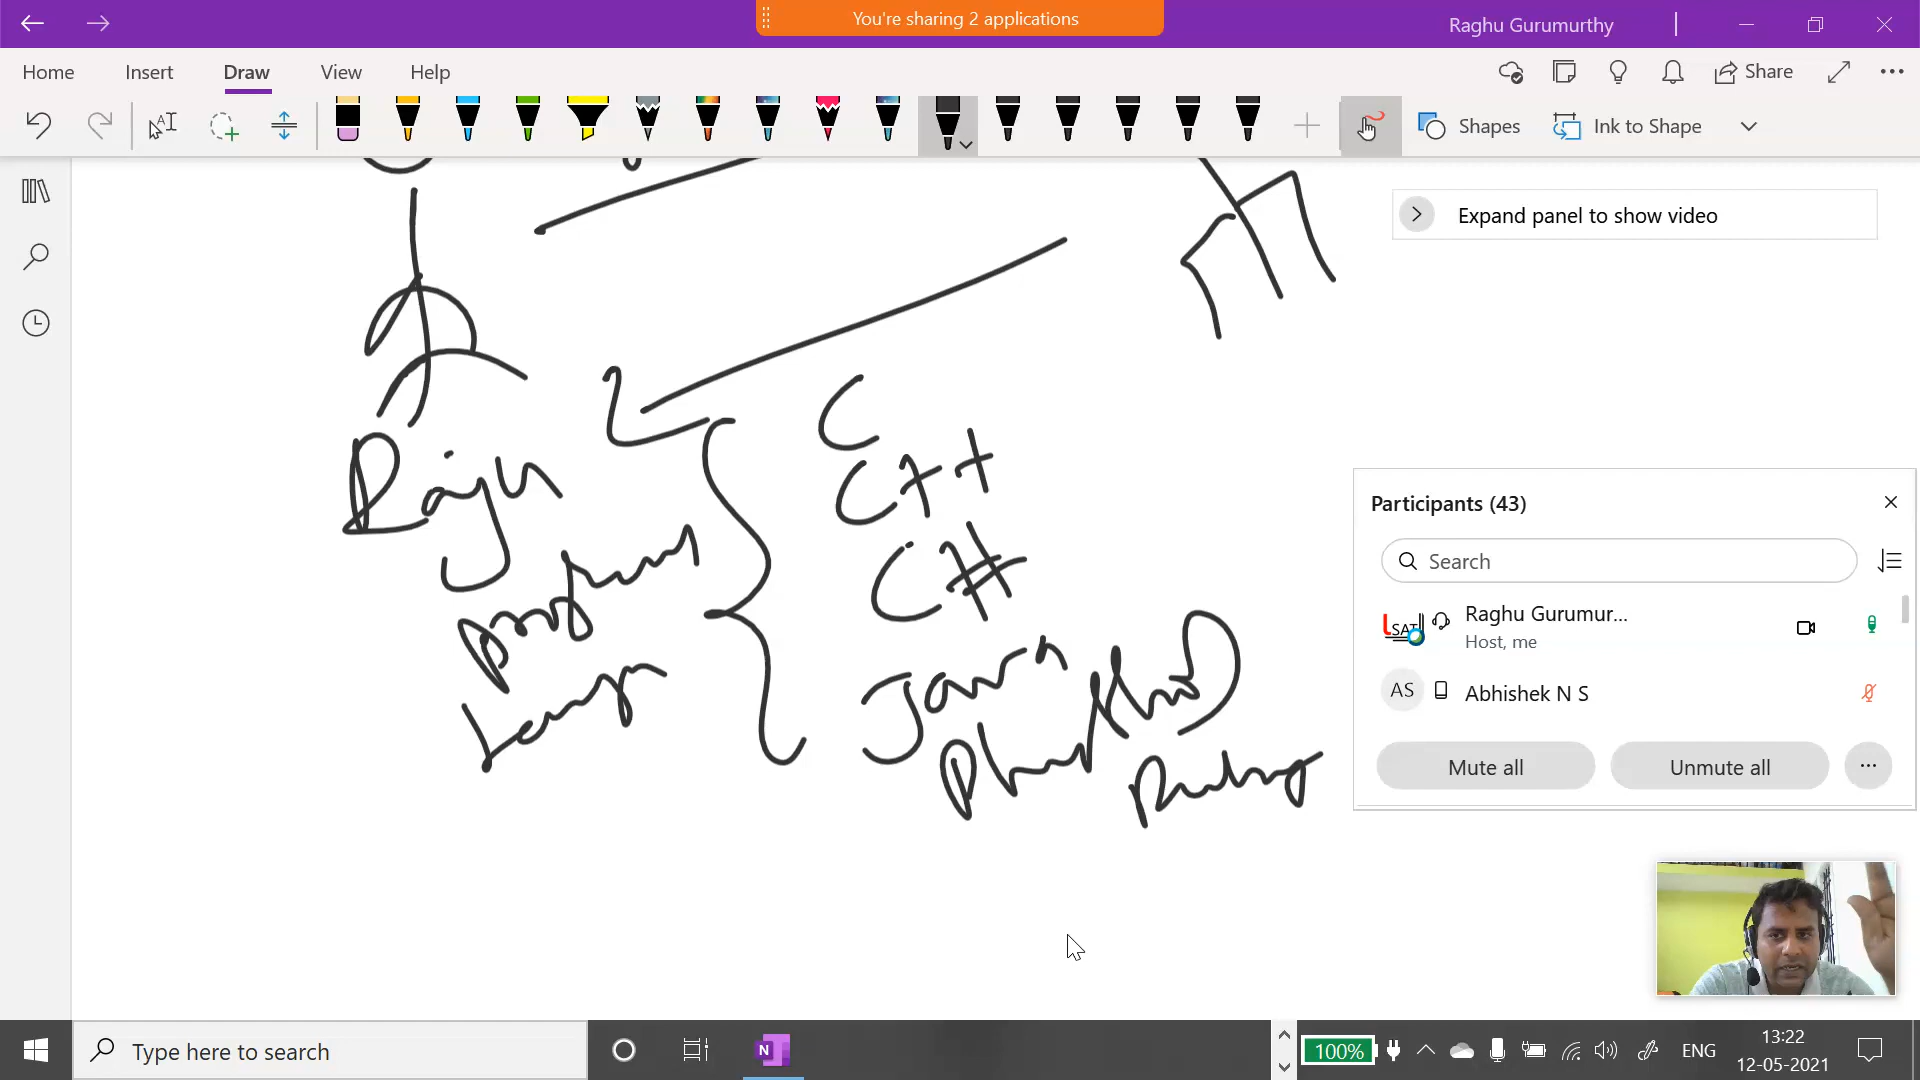 You're sharing 2 applications
Raghu Gurumurthy
Home Insert Draw View Help
Share
Shapes Ink to Shape
Expand panel to show video
C
C++
Raju
C#
Java
Ruby
Participants (43)
Search
LSAT
Raghu Gurumur...
Host, me
AS Abhishek N S
Mute all Unmute all
Type here to search
N
100%
ENG
13:22
12-05-2021